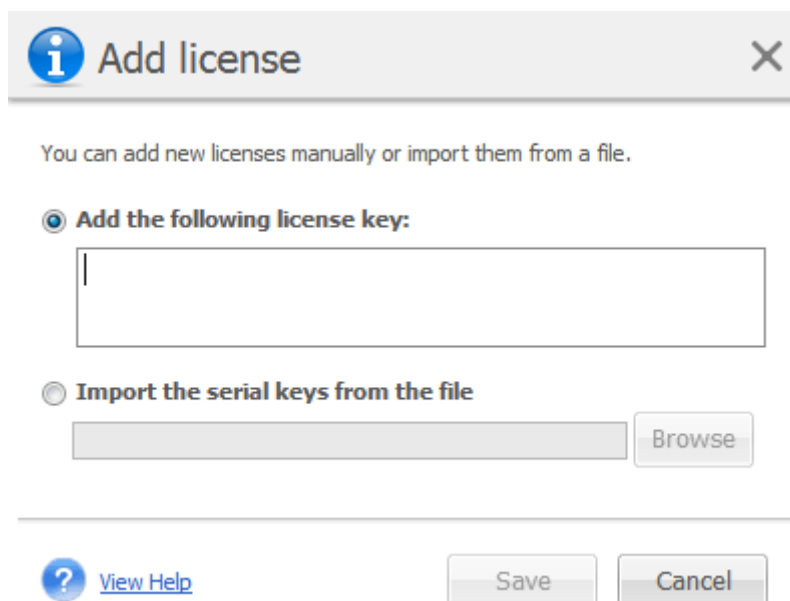 Add license
You can add new licenses manually or import them from a file.
Add the following license key:
Import the serial keys from the file
Browse
View Help
Save
Cancel